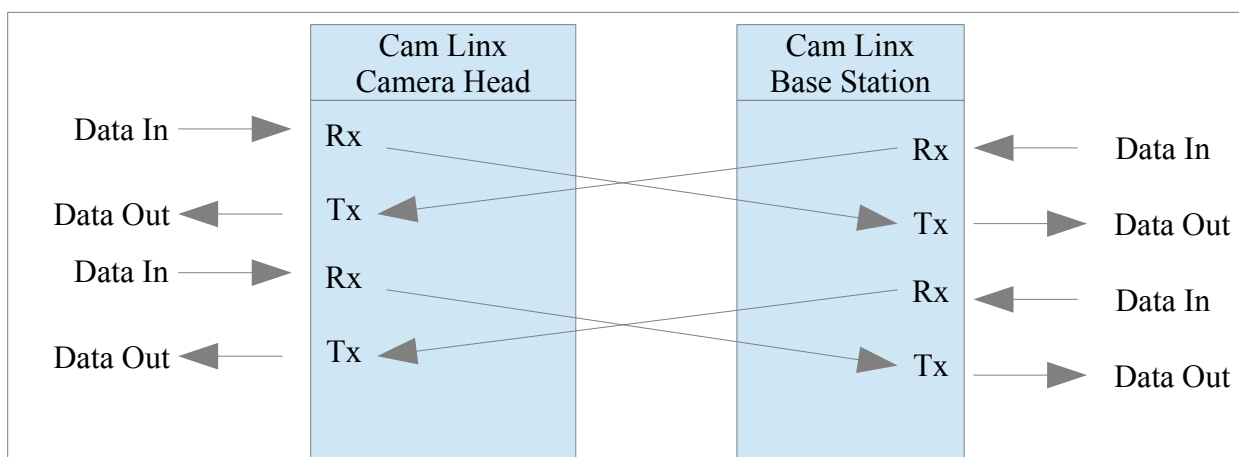 Cam Linx
Camera Head
Cam Linx
Base Station
Data In
Rx
Rx
Data In
Data Out
Tx
Tx
Data Out
Data In
Rx
Rx
Data In
Data Out
Tx
Tx
Data Out